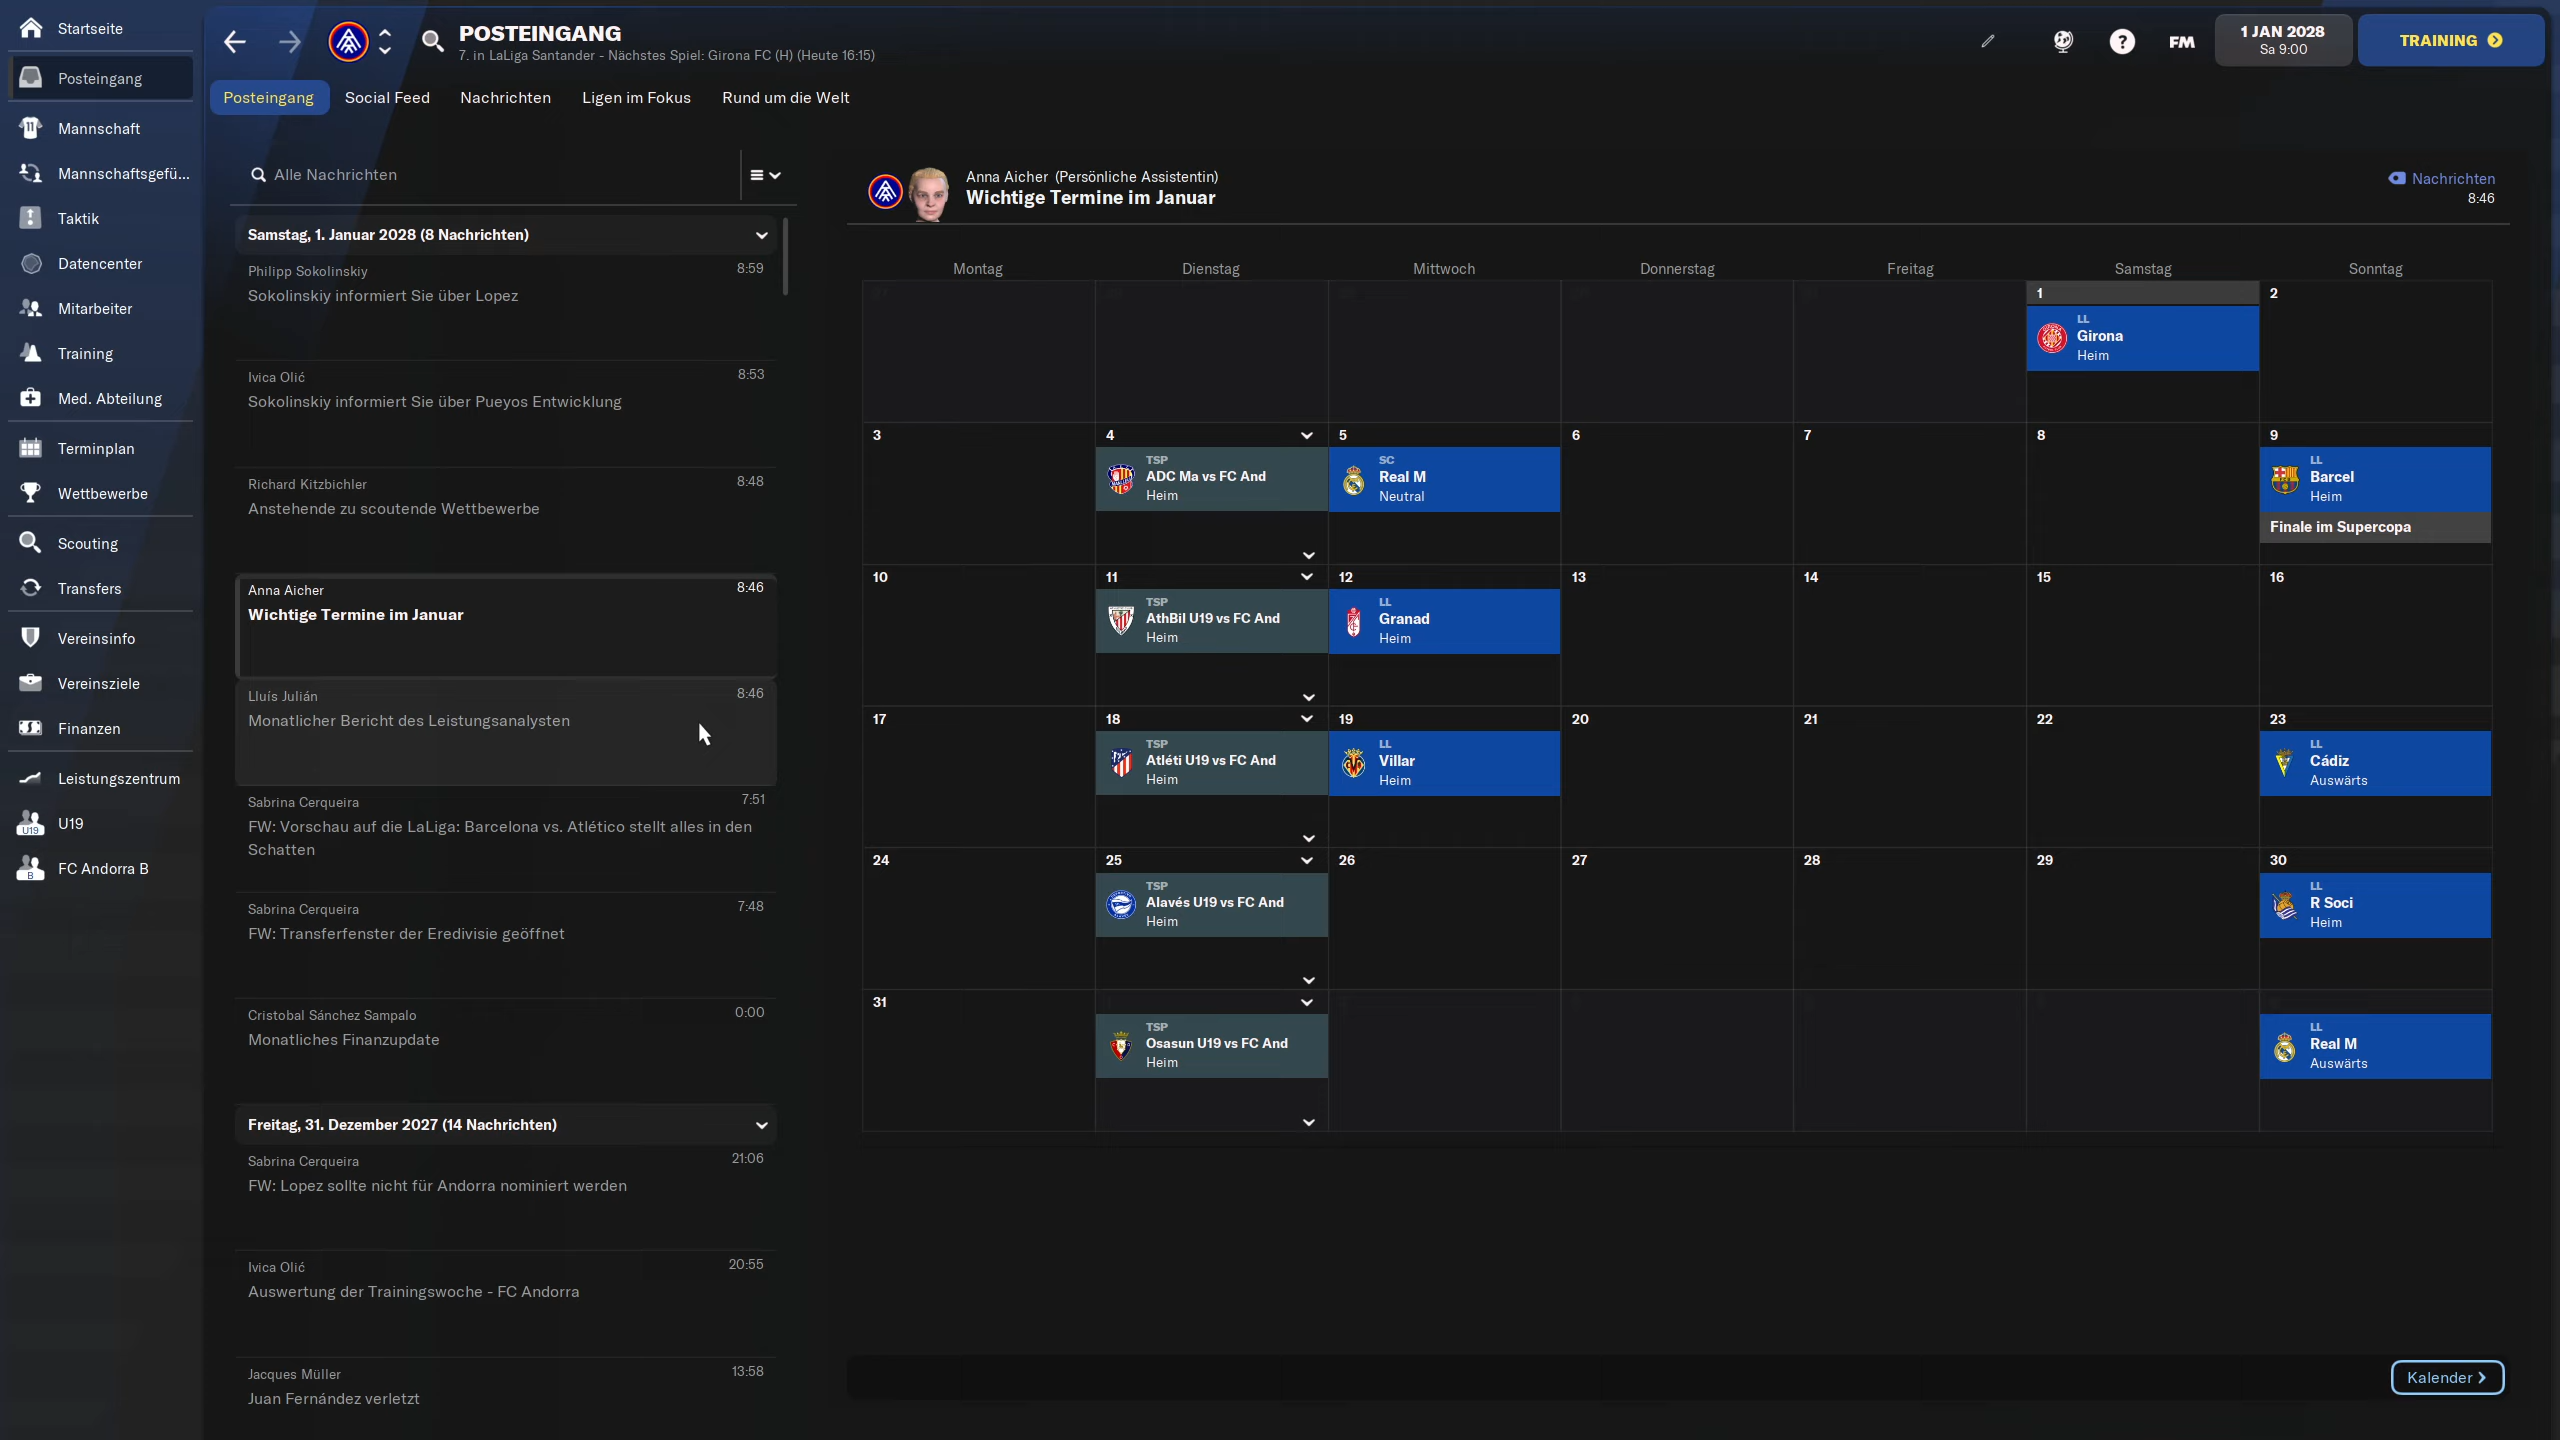 Startseite
Posteingang
Mannschaft
Mannschaftsgefü...
Taktik
Datencenter
Mitarbeiter
Training
Med. Abteilung
Terminplan
Wettbewerbe
Scouting
Transfers
Vereinsinfo
Vereinsziele
Finanzen
Leistungszentrum
U19
U19
B
FC Andorra B
POSTEINGANG
7. in LaLiga Santander - Nächstes Spiel: Girona FC (H) (Heute 16:15)
FM
1 JAN 2028
Sa 9:00
TRAINING
Posteingang
Social Feed
Nachrichten
Ligen im Fokus
Rund um die Welt
Alle Nachrichten
Samstag, 1. Januar 2028 (8 Nachrichten)
Philipp Sokolinskiy
8:59
Sokolinskiy informiert Sie über Lopez
Ivica Olić
8:53
Sokolinskiy informiert Sie über Pueyos Entwicklung
Richard Kitzbichler
8:48
Anstehende zu scoutende Wettbewerbe
Anna Aicher
8:46
Wichtige Termine im Januar
Lluís Julián
8:46
Monatlicher Bericht des Leistungsanalysten
Sabrina Cerqueira
7:51
FW: Vorschau auf die LaLiga: Barcelona vs. Atlético stellt alles in den
Schatten
Sabrina Cerqueira
7:48
FW: Transferfenster der Eredivisie geöffnet
Cristobal Sánchez Sampalo
0:00
Monatliches Finanzupdate
Freitag, 31. Dezember 2027 (14 Nachrichten)
Sabrina Cerqueira
21:06
FW: Lopez sollte nicht für Andorra nominiert werden
Ivica Olić
20:55
Auswertung der Trainingswoche - FC Andorra
Jacques Müller
13:58
Juan Fernández verletzt
Anna Aicher (Persönliche Assistentin)
Wichtige Termine im Januar
Nachrichten
8:46
Montag
Dienstag
Mittwoch
Donnerstag
Freitag
Samstag
Sonntag
1
LL
Girona
Heim
2
3
4
TSP
ADC Ma vs FC And
Heim
5
SC
Real M
Neutral
6
7
8
9
LL
Barcel
Heim
Finale im Supercopa
10
11
TSP
AthBil U19 vs FC And
Heim
12
LL
Granad
Heim
13
14
15
16
17
18
TSP
Atléti U19 vs FC And
Heim
19
LL
Villar
Heim
20
21
22
23
LL
Cádiz
Auswärts
24
25
TSP
Alavés U19 vs FC And
Heim
26
27
28
29
30
LL
R Soci
Heim
31
TSP
Osasun U19 vs FC And
Heim
LL
Real M
Auswärts
Kalender